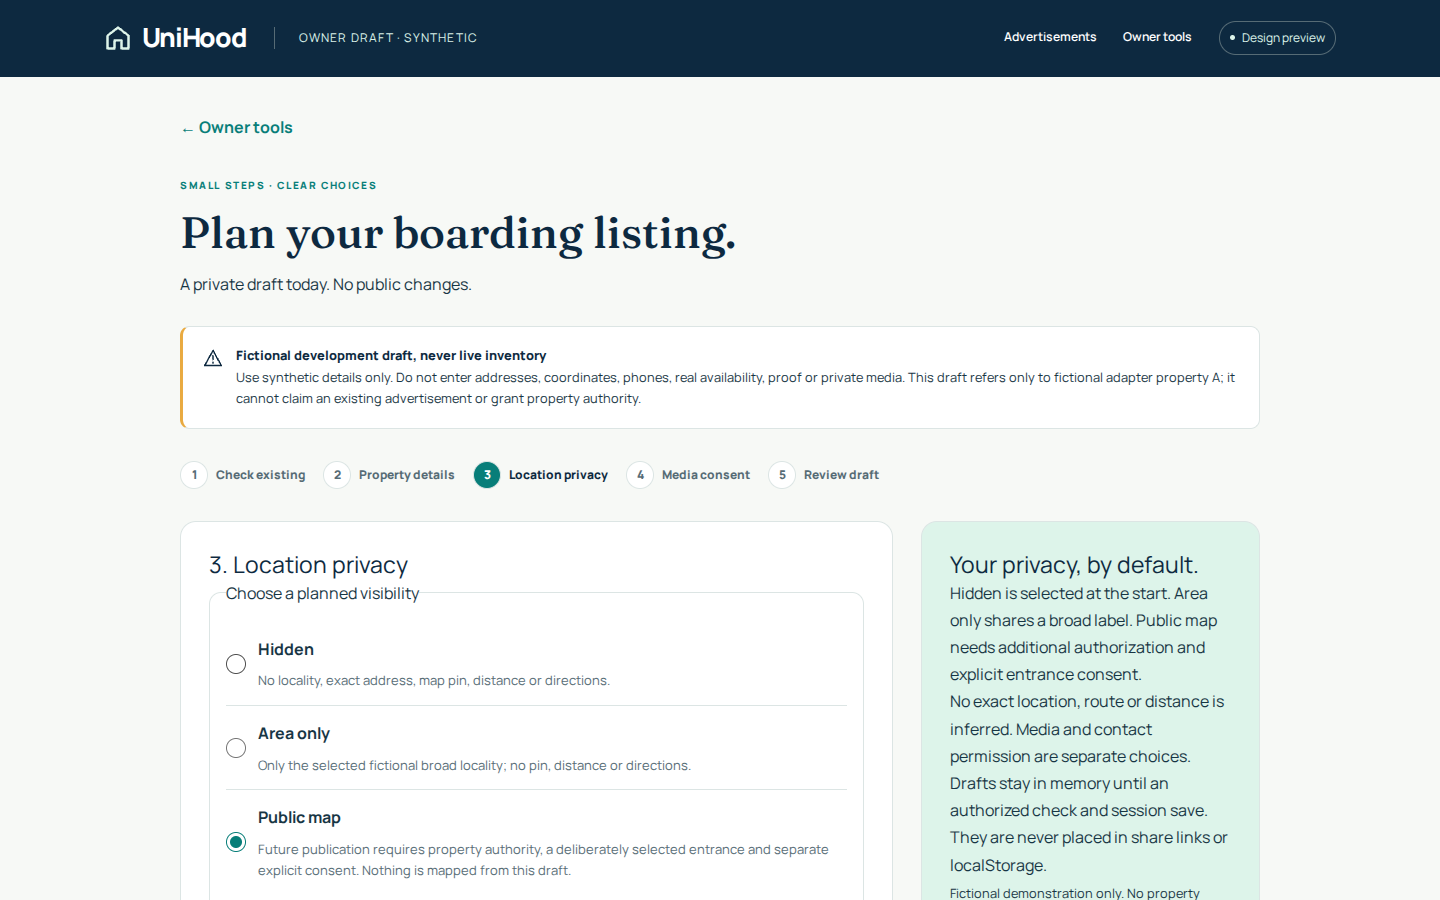 UniHood
OWNER DRAFT · SYNTHETIC
Advertisements
Owner tools
Design preview
← Owner tools
SMALL STEPS · CLEAR CHOICES
Plan your boarding listing.
A private draft today. No public changes.
Fictional development draft, never live inventory
Use synthetic details only. Do not enter addresses, coordinates, phones, real availability, proof or private media. This draft refers only to fictional adapter property A; it
cannot claim an existing advertisement or grant property authority.
1 Check existing
2 Property details
3 Location privacy
4 Media consent
5 Review draft
3. Location privacy
Choose a planned visibility
Hidden
No locality, exact address, map pin, distance or directions.
Area only
Only the selected fictional broad locality; no pin, distance or directions.
Public map
Future publication requires property authority, a deliberately selected entrance and separate
explicit consent. Nothing is mapped from this draft.
Your privacy, by default.
Hidden is selected at the start. Area
only shares a broad label. Public map
needs additional authorization and
explicit entrance consent.
No exact location, route or distance is
inferred. Media and contact
permission are separate choices.
Drafts stay in memory until an
authorized check and session save.
They are never placed in share links or
localStorage.
Fictional demonstration only. No property